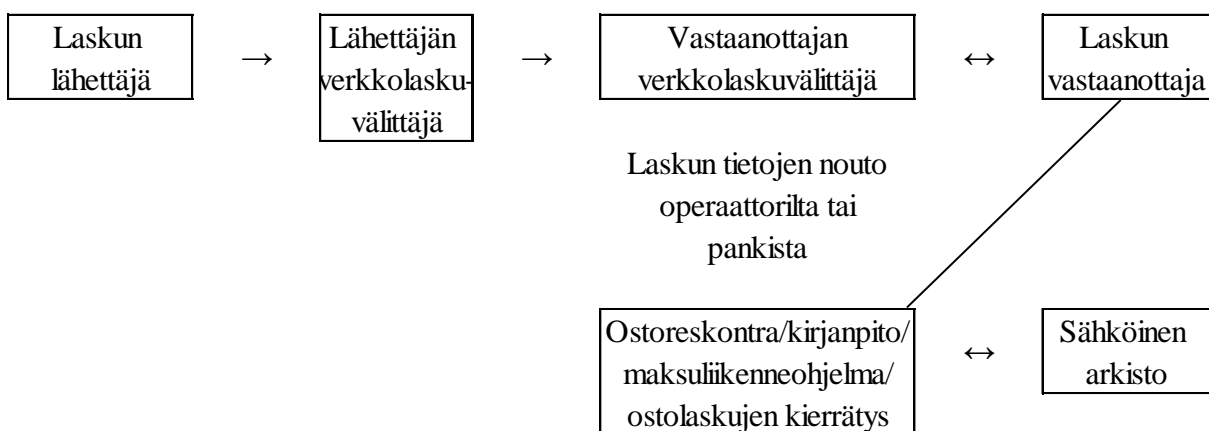 Laskun
lähettäjä
→
Lähettäjän
verkkolasku-
välittäjä
→
Vastaanottajan
verkkolaskuvälittäjä
↔
Laskun
vastaanottaja
Laskun tietojen nouto
operaattorilta tai
pankista
Ostoreskontra/kirjanpito/
maksuliikenneohjelma/
ostolaskujen kierrätys
↔
Sähköinen
arkisto